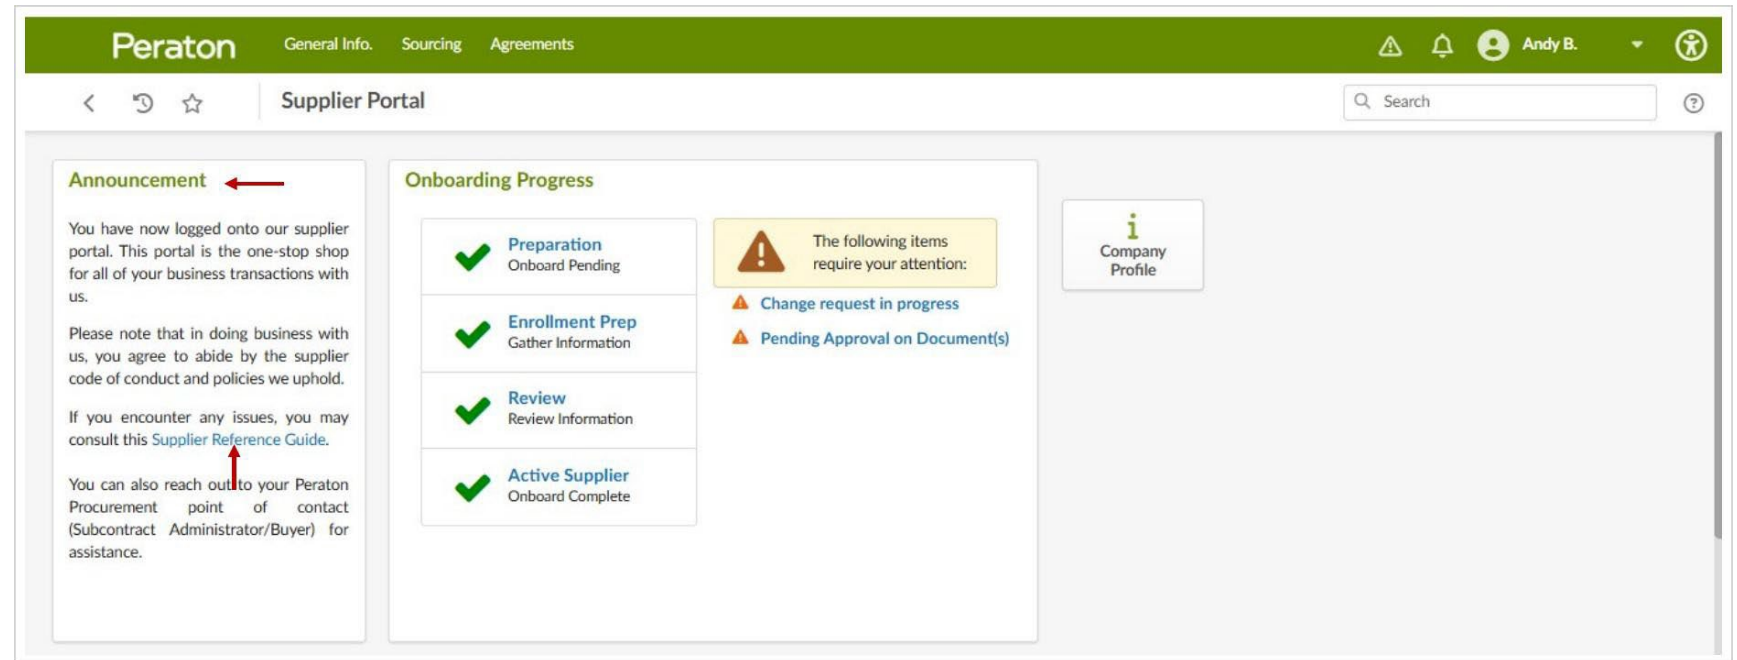 Peraton
General Info.
Sourcing
Agreements
Andy B.
Supplier Portal
Search
Announcement
You have now logged onto our supplier
portal. This portal is the one-stop shop
for all of your business transactions with
us.
Please note that in doing business with
us, you agree to abide by the supplier
code of conduct and policies we uphold.
If you encounter any issues, you may
consult this Supplier Reference Guide.
You can also reach out to your Peraton
Procurement point of contact
(Subcontract Administrator/Buyer) for
assistance.
Onboarding Progress
Preparation
Onboard Pending
Enrollment Prep
Gather Information
Review
Review Information
Active Supplier
Onboard Complete
The following items
require your attention:
Change request in progress
Pending Approval on Document(s)
Company
Profile